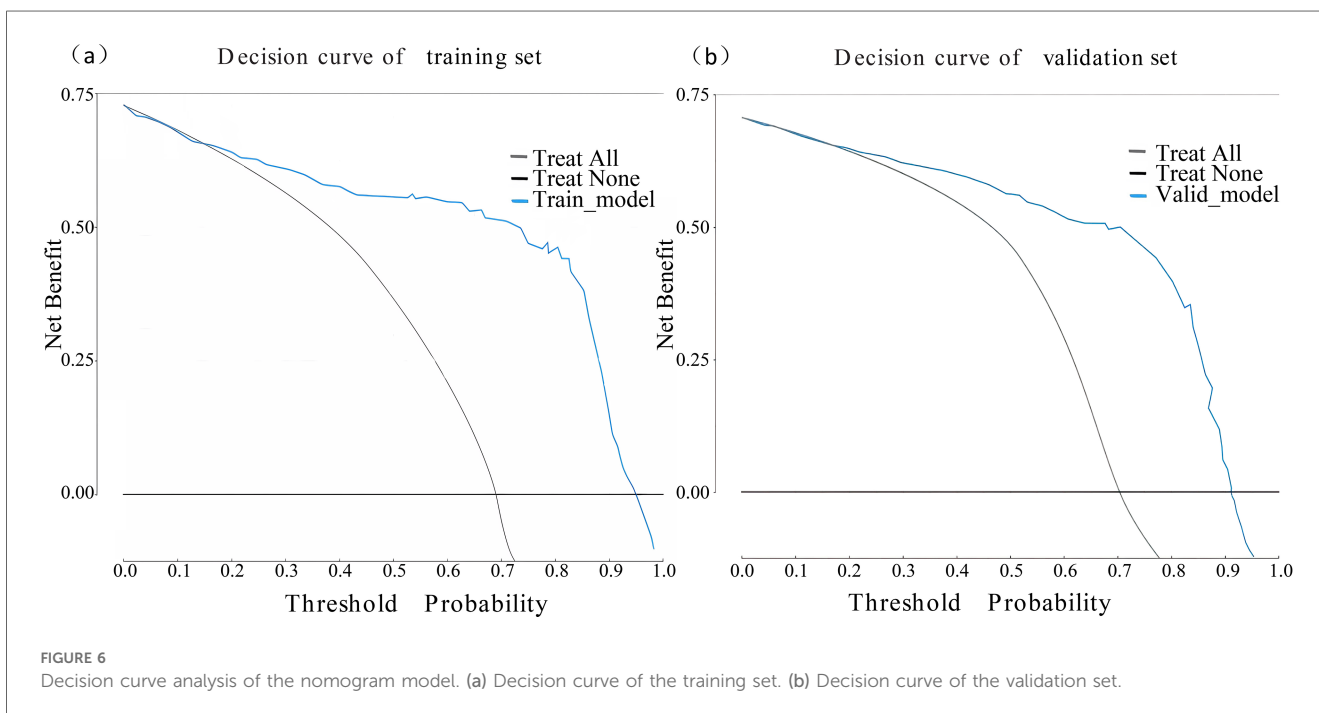 （a） Decision curve of training set
0.75
0.50
0.25
0.00
Net Benefit
Treat All
Treat None
Train_model
0.0 0.1 0.2 0.3 0.4 0.5 0.6 0.7 0.8 0.9 1.0
Threshold Probability
（b） Decision curve of validation set
0.75
0.50
0.25
0.00
Net Benefit
Treat All
Treat None
Valid_model
0.0 0.1 0.2 0.3 0.4 0.5 0.6 0.7 0.8 0.9 1.0
Threshold Probability
FIGURE 6
Decision curve analysis of the nomogram model. (a) Decision curve of the training set. (b) Decision curve of the validation set.